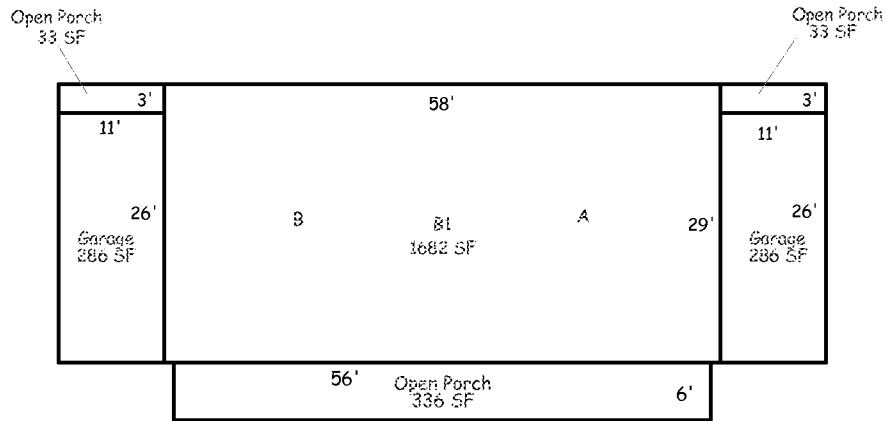 Open Porch
33 SF
Open Porch
33 SF
3'
58'
3'
11'
11'
26'
B
B1
A
29'
26'
Garage
286 SF
1682 SF
Garage
286 SF
56'
Open Porch
336 SF
6'